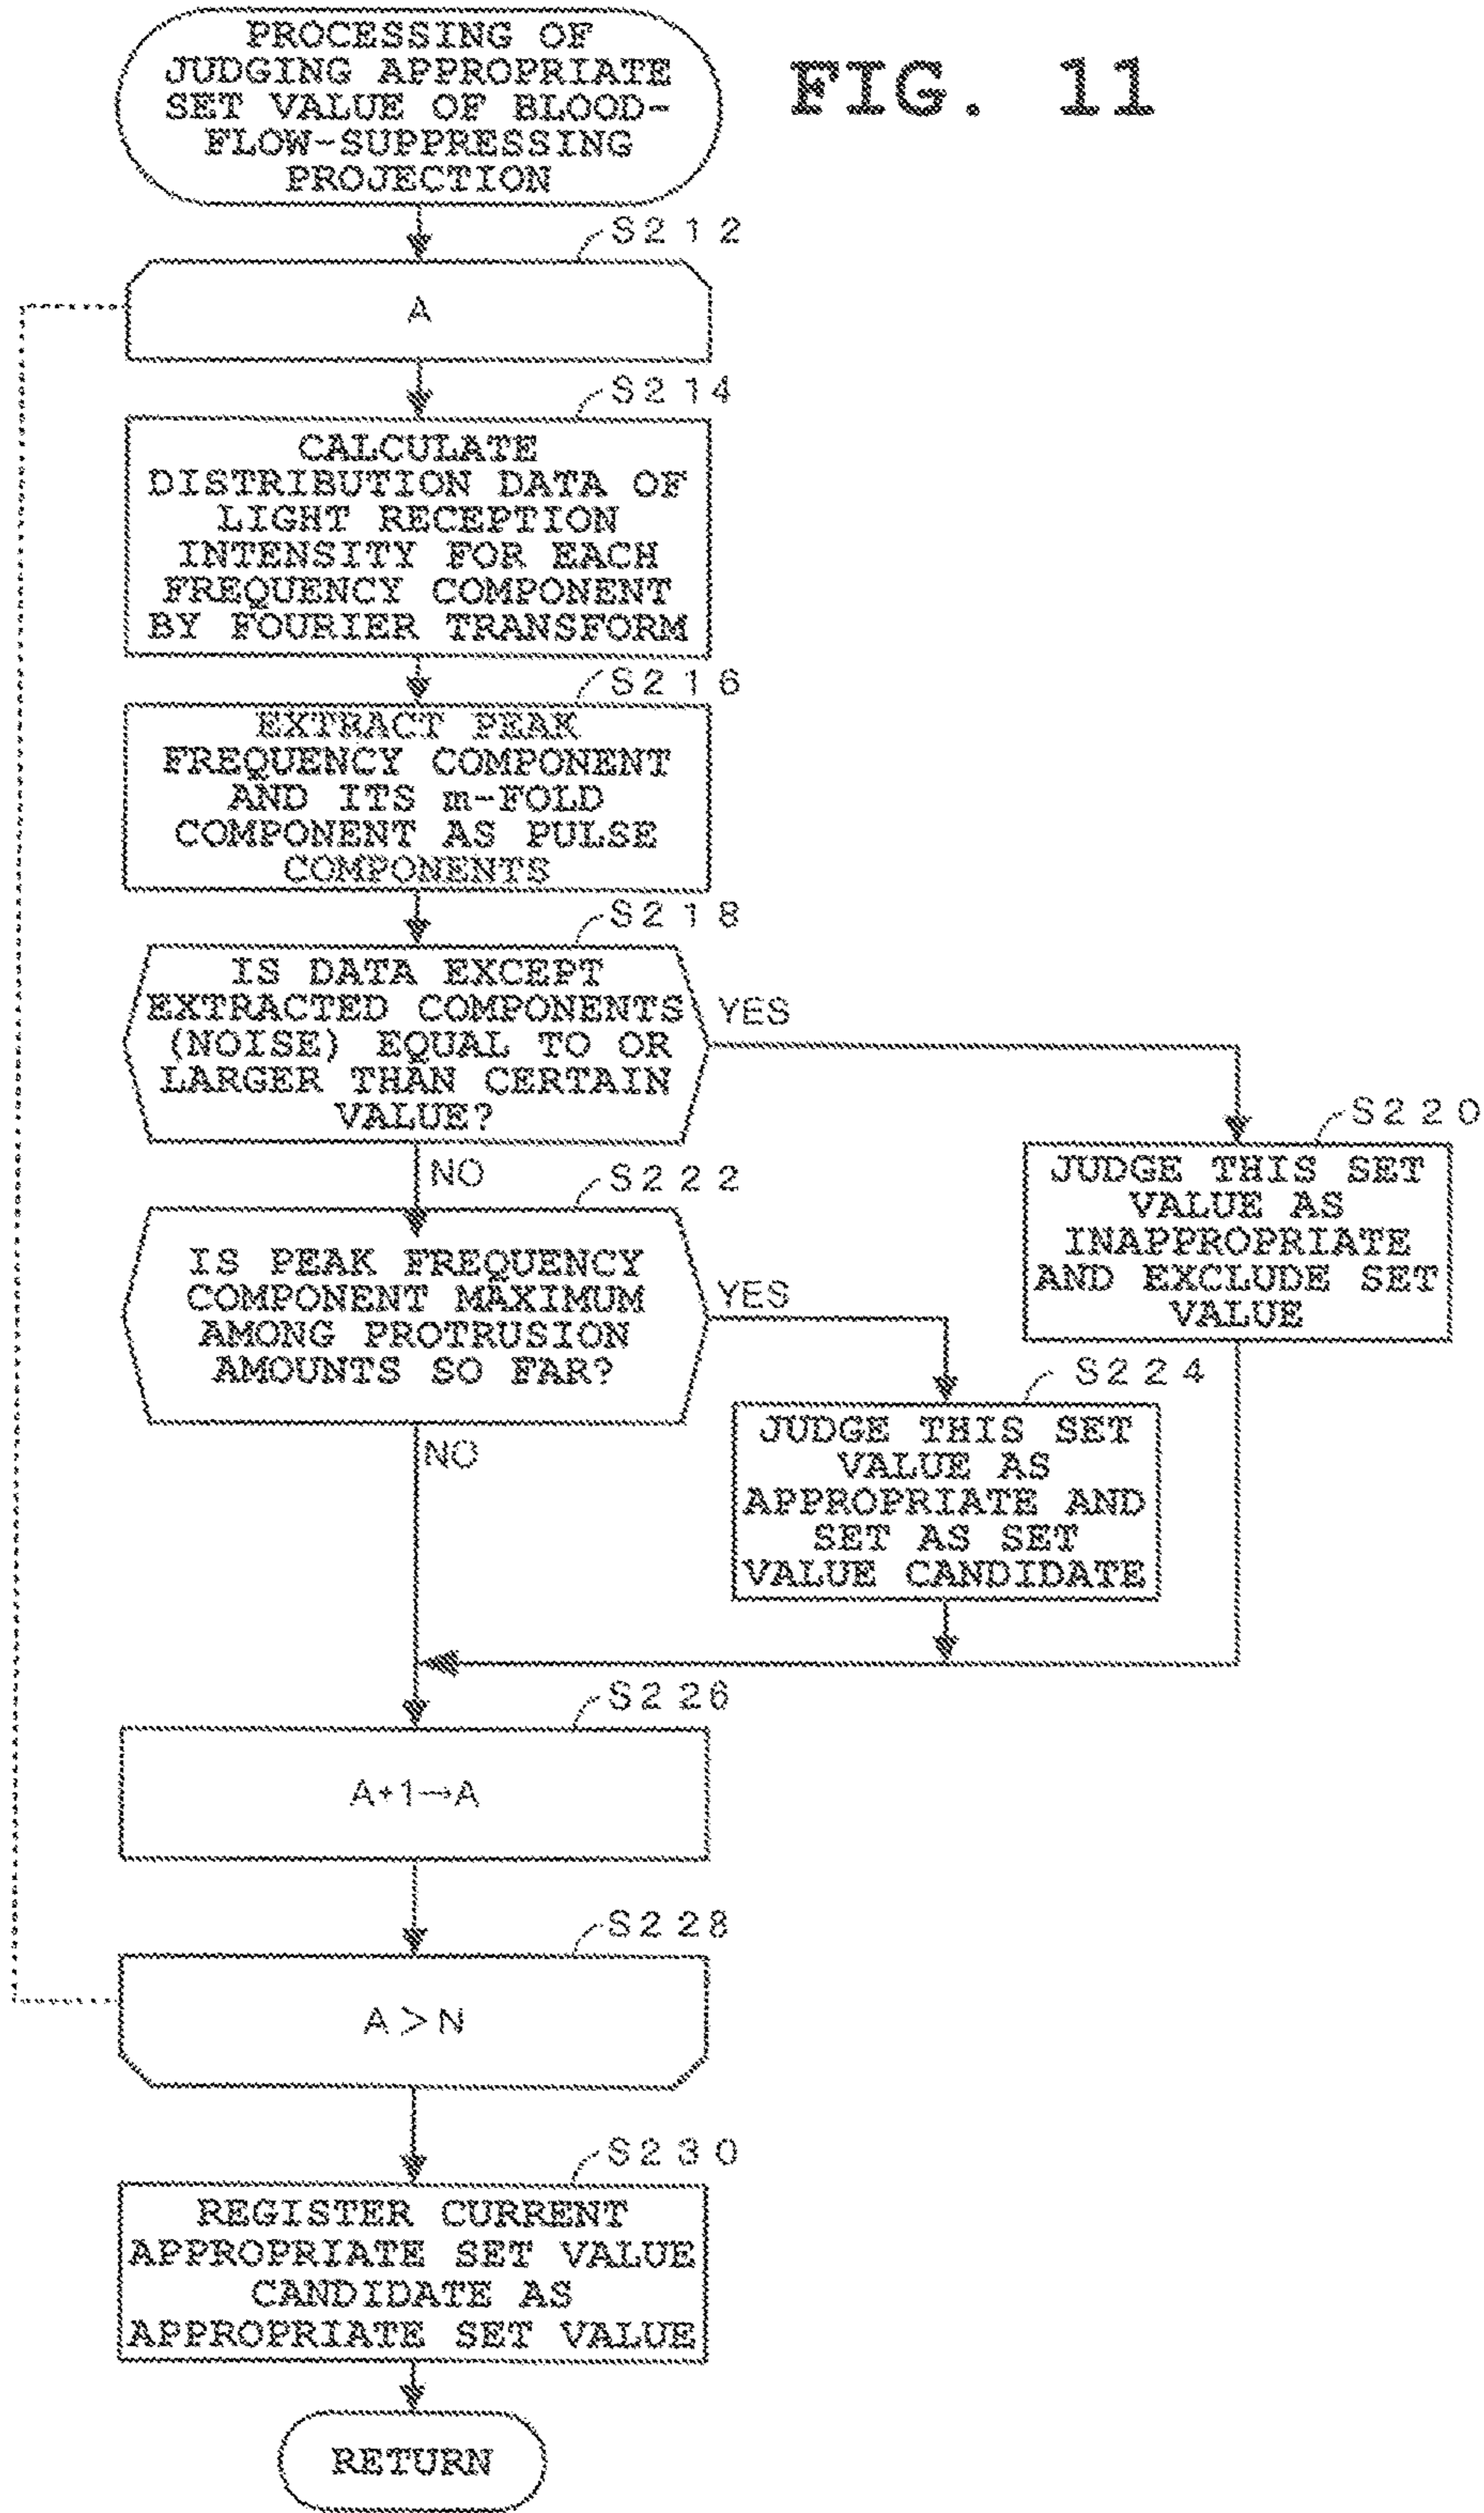 PROCESSING OF
JUDGING APPROPRIATE
SET VALUE OF BLOOD-
FLOW-SUPPRESSING
PROJECTION
FIG. 11
S212
A
S214
CALCULATE
DISTRIBUTION DATA OF
LIGHT RECEPTION
INTENSITY FOR EACH
FREQUENCY COMPONENT
BY FOURIER TRANSFORM
S216
EXTRACT PEAK
FREQUENCY COMPONENT
AND ITS m-FOLD
COMPONENT AS PULSE
COMPONENTS
S218
IS DATA EXCEPT
EXTRACTED COMPONENTS
(NOISE) EQUAL TO OR
LARGER THAN CERTAIN
VALUE?
YES
NO
S220
JUDGE THIS SET
VALUE AS
INAPPROPRIATE
AND EXCLUDE SET
VALUE
S222
IS PEAK FREQUENCY
COMPONENT MAXIMUM
AMONG PROTRUSION
AMOUNTS SO FAR?
YES
NO
S224
JUDGE THIS SET
VALUE AS
APPROPRIATE AND
SET AS SET
VALUE CANDIDATE
S226
A+1→A
S228
A>N
S230
REGISTER CURRENT
APPROPRIATE SET VALUE
CANDIDATE AS
APPROPRIATE SET VALUE
RETURN